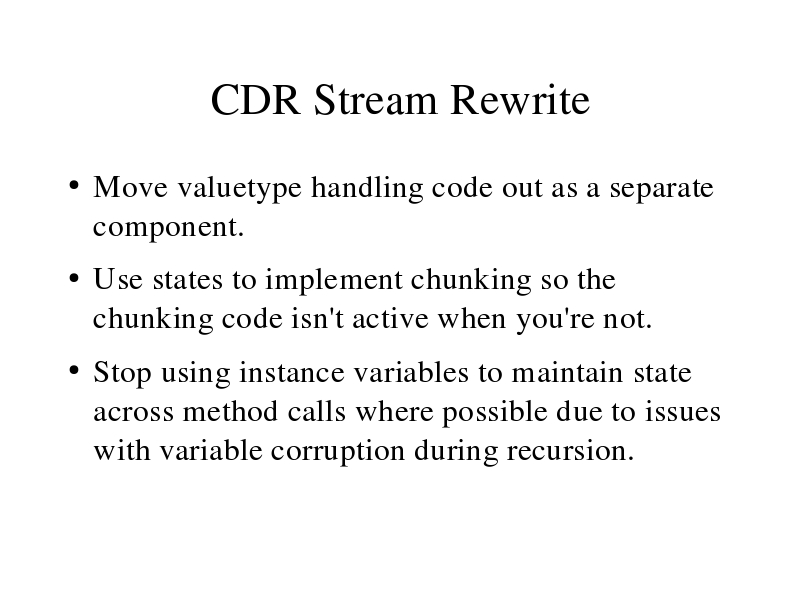 CDR Stream Rewrite
• Move valuetype handling code out as a separate
component.
• Use states to implement chunking so the
chunking code isn't active when you're not.
• Stop using instance variables to maintain state
across method calls where possible due to issues
with variable corruption during recursion.